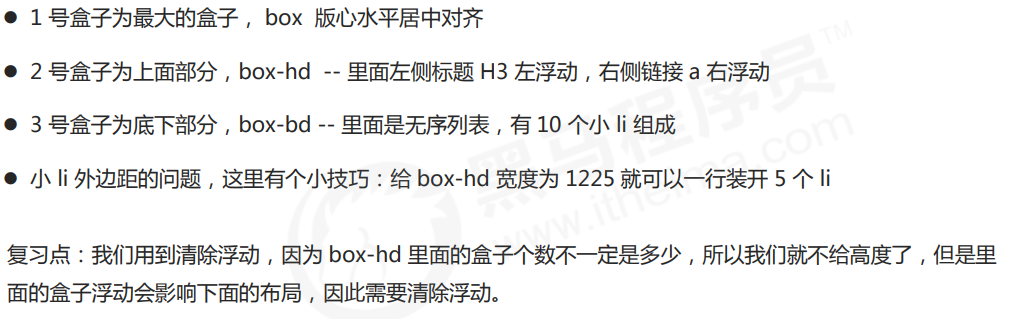 ● 1 号盒子为最大的盒子， box 版心水平居中对齐
● 2 号盒子为上面部分，box-hd -- 里面左侧标题 H3 左浮动，右侧链接 a 右浮动
● 3 号盒子为底下部分，box-bd -- 里面是无序列表，有 10 个小 li 组成
● 小 li 外边距的问题，这里有个小技巧：给 box-hd 宽度为 1225 就可以一行装开 5 个 li
复习点：我们用到清除浮动，因为 box-hd 里面的盒子个数不一定是多少，所以我们就不给高度了，但是里
面的盒子浮动会影响下面的布局，因此需要清除浮动。
黑马程序员™
www.itheima.com